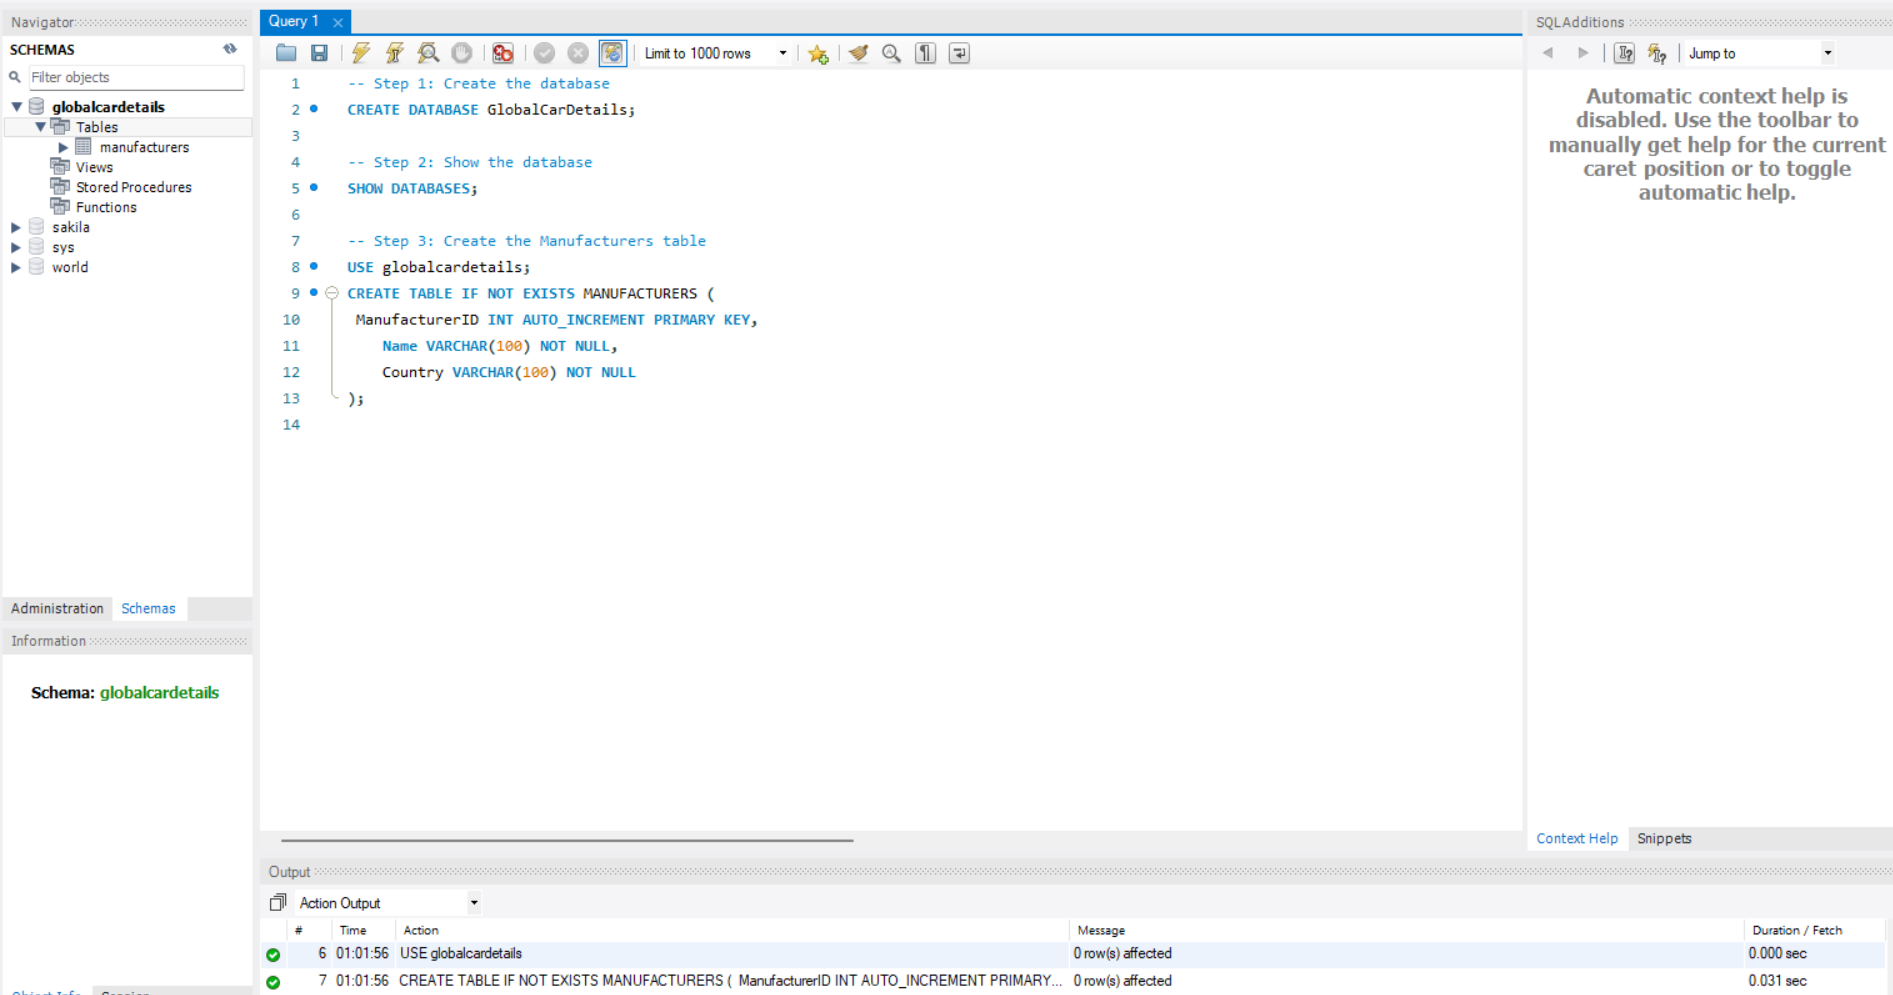 Navigator
SCHEMAS
Filter objects
globalcardetails
Tables
manufacturers
Views
Stored Procedures
Functions
sakila
sys
world
Administration Schemas
Information
Schema: globalcardetails
Object Info Session
Query 1
Limit to 1000 rows
1 -- Step 1: Create the database
2 CREATE DATABASE GlobalCarDetails;
3
4 -- Step 2: Show the database
5 SHOW DATABASES;
6
7 -- Step 3: Create the Manufacturers table
8 USE globalcardetails;
9 CREATE TABLE IF NOT EXISTS MANUFACTURERS (
10 ManufacturerID INT AUTO_INCREMENT PRIMARY KEY,
11 Name VARCHAR(100) NOT NULL,
12 Country VARCHAR(100) NOT NULL
13 );
14
SQLAdditions
Jump to
Automatic context help is
disabled. Use the toolbar to
manually get help for the current
caret position or to toggle
automatic help.
Context Help Snippets
Output
Action Output
# Time Action Message Duration / Fetch
6 01:01:56 USE globalcardetails 0 row(s) affected 0.000 sec
7 01:01:56 CREATE TABLE IF NOT EXISTS MANUFACTURERS ( ManufacturerID INT AUTO_INCREMENT PRIMARY... 0 row(s) affected 0.031 sec